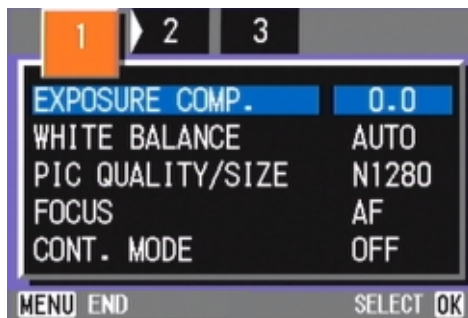 1 2 3
EXPOSURE COMP. 0.0
WHITE BALANCE AUTO
PIC QUALITY/SIZE N1280
FOCUS AF
CONT. MODE OFF
MENU END SELECT OK